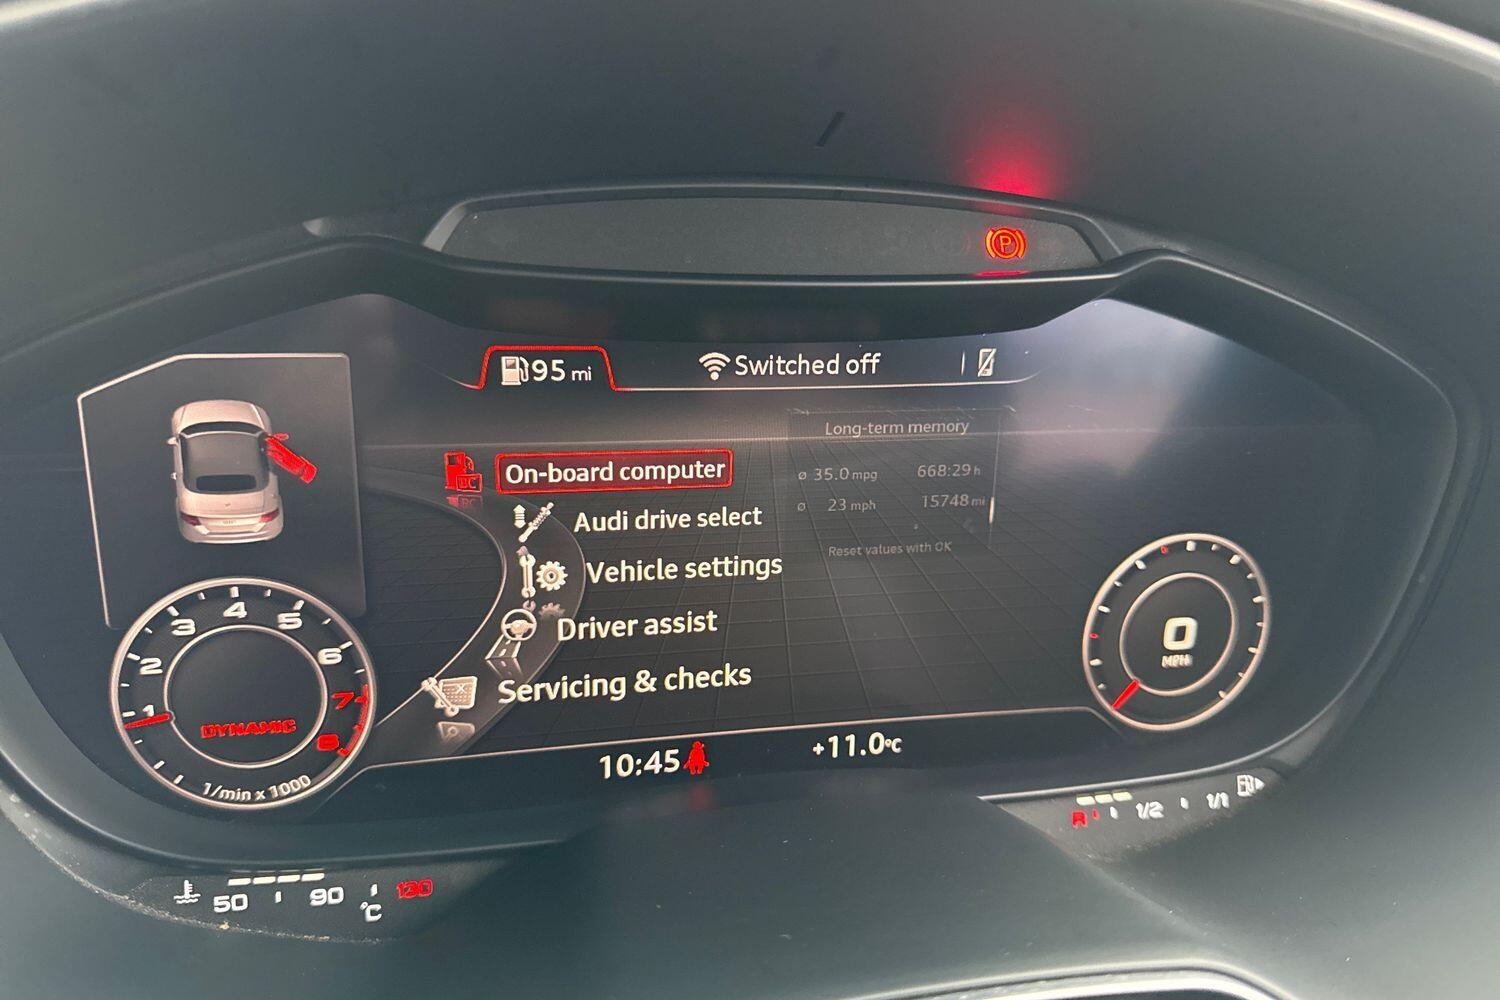 P
95 mi
Switched off
Long-term memory
ø 35.0 mpg 668:29 h
ø 23 mph 15748 mi
Reset values with OK
BC
On-board computer
Audi drive select
Vehicle settings
Driver assist
Servicing & checks
1 2 3 4 5 6 7 8
DYNAMIC
1/min x 1000
0
MPH
10:45
+11.0°C
R 1/2 1/1
50 90 130
°C